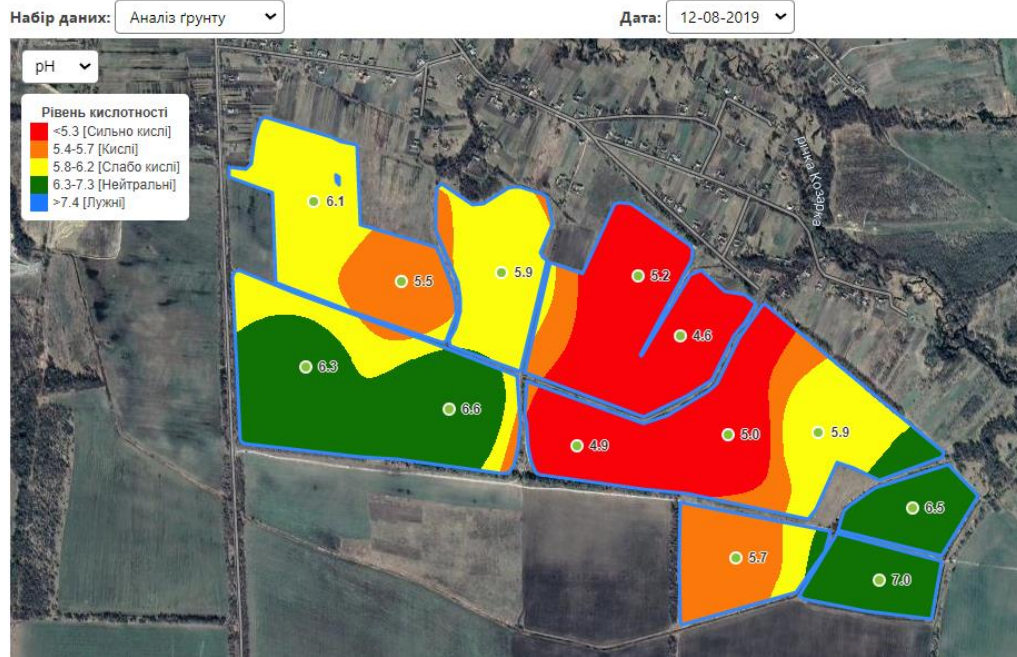 Набір даних: Аналіз ґрунту
Дата: 12-08-2019
pH
Рівень кислотності
<5.3 [Сильно кислі]
5.4-5.7 [Кислі]
5.8-6.2 [Слабо кислі]
6.3-7.3 [Нейтральні]
>7.4 [Лужні]
річка Козарка
6.1
5.5
5.9
5.2
4.6
6.3
6.6
4.9
5.0
5.9
6.5
5.7
7.0